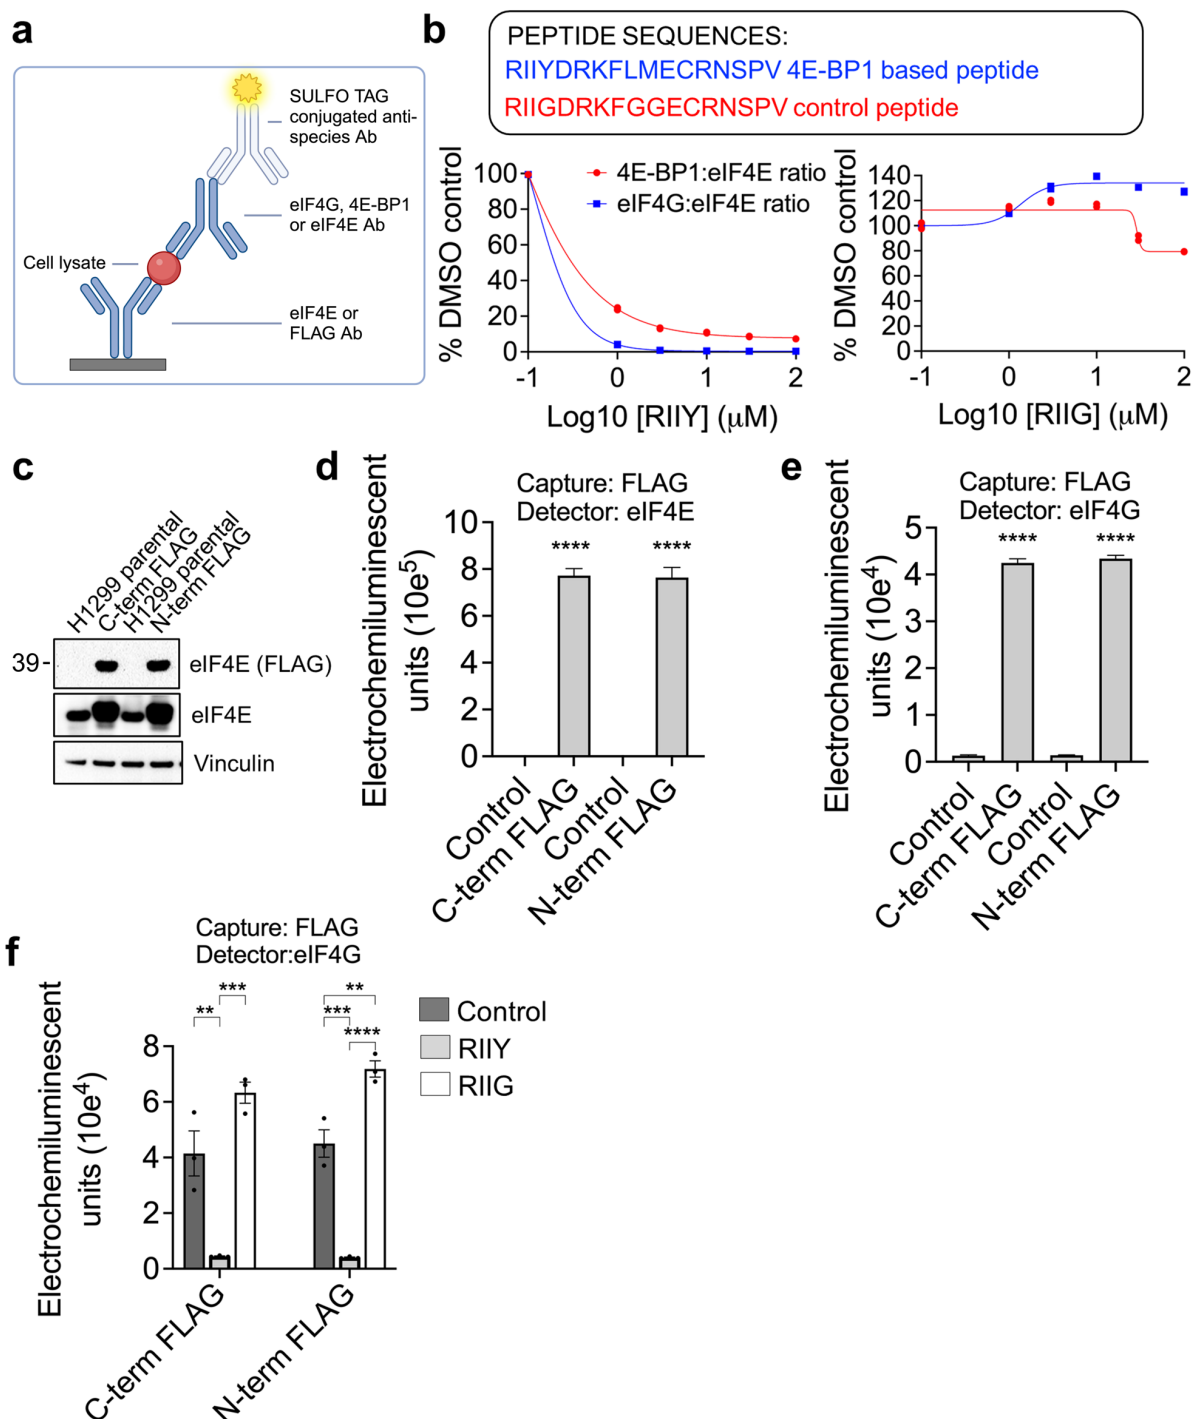 a
SULFO TAG
conjugated anti-
species Ab
eIF4G, 4E-BP1
or eIF4E Ab
Cell lysate
eIF4E or
FLAG Ab
b
PEPTIDE SEQUENCES:
RIIYDRKFLMECRNSPV 4E-BP1 based peptide
RIIGDRKFGGECRNSPV control peptide
% DMSO control
100
80
60
40
20
0
-1
0
1
2
Log10 [RIIY] (μM)
4E-BP1:eIF4E ratio
eIF4G:eIF4E ratio
% DMSO control
140
120
100
80
60
40
20
0
-1
0
1
2
Log10 [RIIG] (μM)
c
H1299 parental
C-term FLAG
H1299 parental
N-term FLAG
39
eIF4E (FLAG)
eIF4E
Vinculin
d
Capture: FLAG
Detector: eIF4E
Electrochemiluminescent
units (10e5)
10
8
6
4
2
0
****
****
Control
C-term FLAG
Control
N-term FLAG
e
Capture: FLAG
Detector: eIF4G
Electrochemiluminescent
units (10e4)
5
4
3
2
1
0
****
****
Control
C-term FLAG
Control
N-term FLAG
f
Capture: FLAG
Detector:eIF4G
Electrochemiluminescent
units (10e4)
8
6
4
2
0
***
**
**
***
****
C-term FLAG
N-term FLAG
Control
RIIY
RIIG